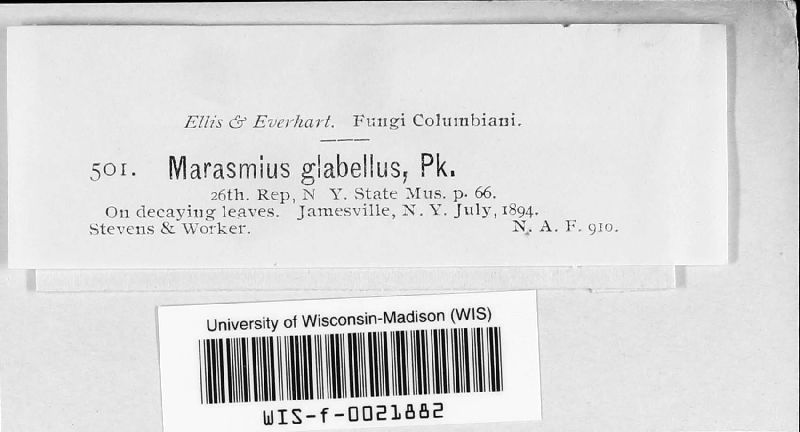 Ellis & Everhart. Fungi Columbiani.
501. Marasmius glabellus, Pk.
26th. Rep, N Y. State Mus. p. 66.
On decaying leaves. Jamesville, N. Y. July, 1894.
Stevens & Worker. N. A. F. 910.
University of Wisconsin-Madison (WIS)
WIS-f-0021882